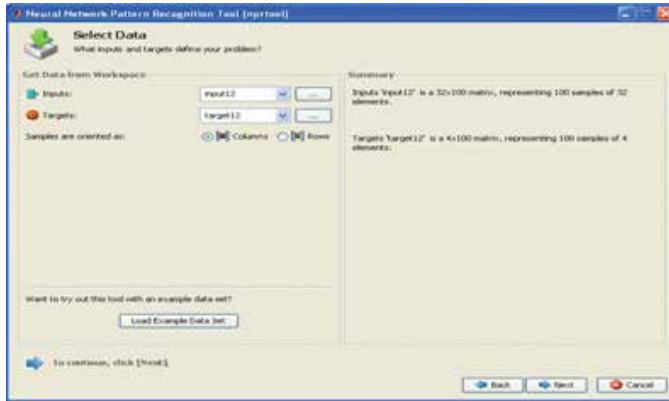 Neural Network Pattern Recognition Tool (nprtool)
Select Data
What inputs and targets define your problem?
Get Data from Workspace
Inputs: input12 ...
Targets: target12 ...
Samples are oriented as: Columns Rows
Want to try out this tool with an example data set?
Load Example Data Set
Summary
Inputs 'input12' is a 32x100 matrix, representing 100 samples of 32
elements.
Targets 'target12' is a 4x100 matrix, representing 100 samples of 4
elements.
To continue, click [Next].
Back Next Cancel